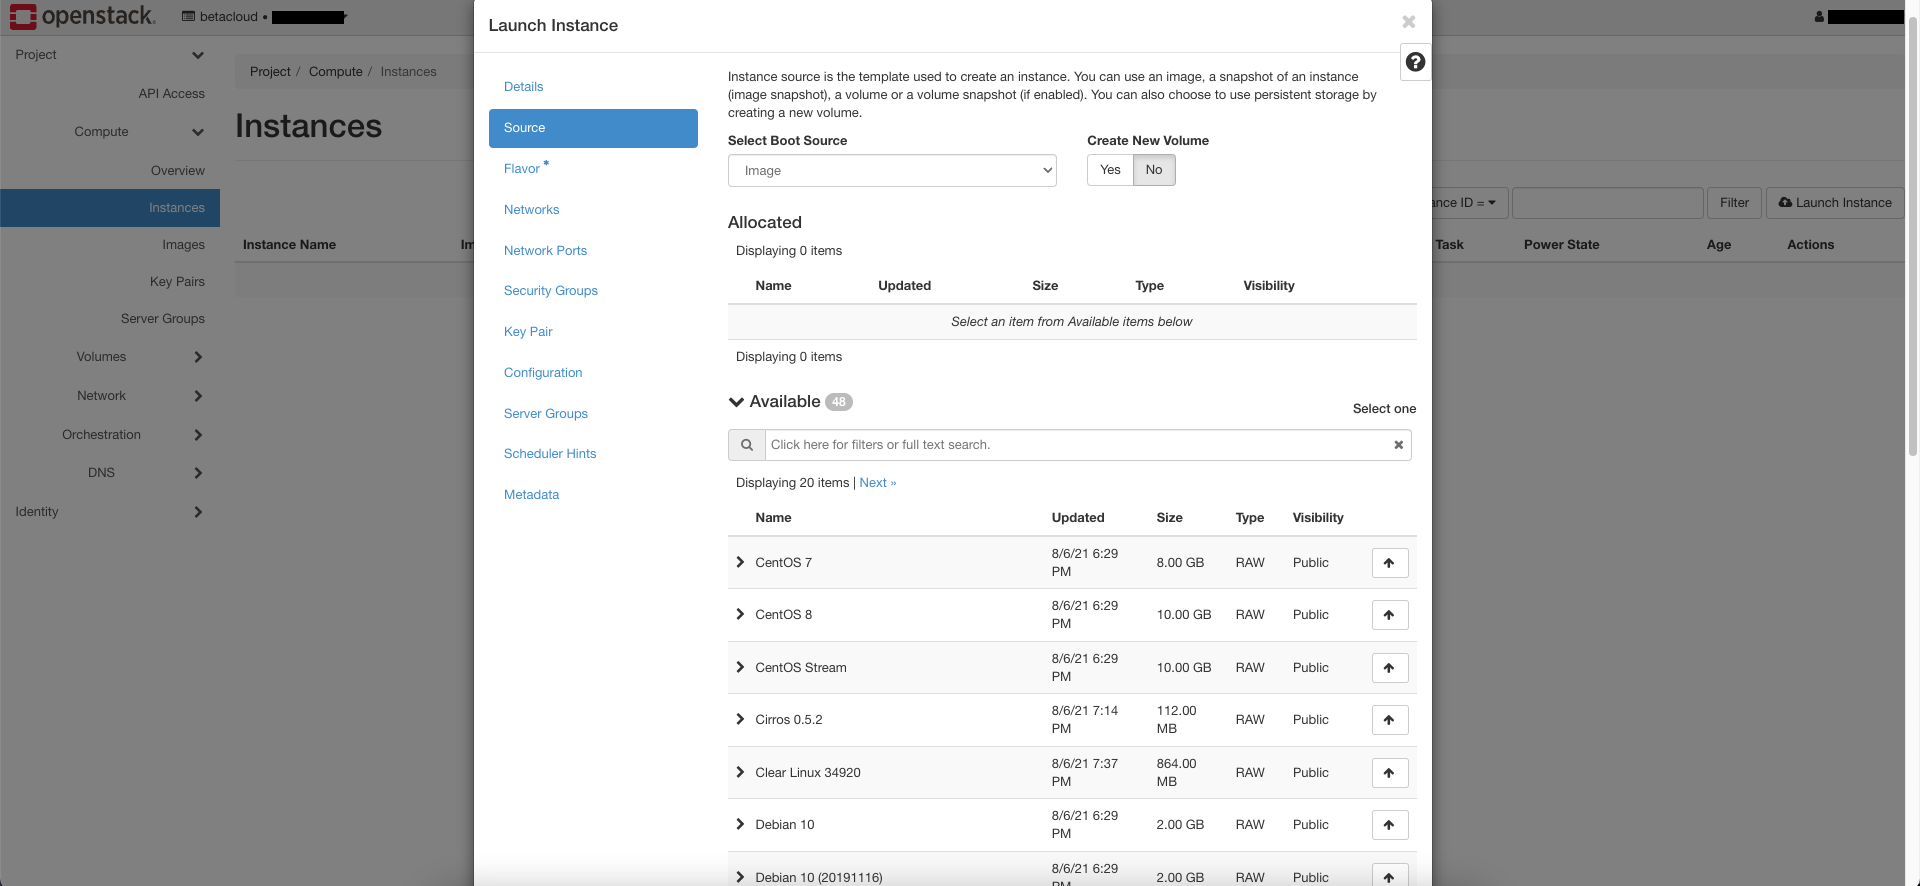 openstack.
betacloud •
Project
API Access
Compute
Overview
Instances
Images
Key Pairs
Server Groups
Volumes
Network
Orchestration
DNS
Identity
Project / Compute / Instances
Instances
ance ID =
Filter
Launch Instance
Instance Name
Im
Task
Power State
Age
Actions
Launch Instance
Details
Source
Flavor *
Networks
Network Ports
Security Groups
Key Pair
Configuration
Server Groups
Scheduler Hints
Metadata
Instance source is the template used to create an instance. You can use an image, a snapshot of an instance
(image snapshot), a volume or a volume snapshot (if enabled). You can also choose to use persistent storage by
creating a new volume.
Select Boot Source
Create New Volume
Image
Yes No
Allocated
Displaying 0 items
Name Updated Size Type Visibility
Select an item from Available items below
Displaying 0 items
Available 48
Select one
Click here for filters or full text search.
Displaying 20 items | Next »
Name Updated Size Type Visibility
CentOS 7 8/6/21 6:29 PM 8.00 GB RAW Public
CentOS 8 8/6/21 6:29 PM 10.00 GB RAW Public
CentOS Stream 8/6/21 6:29 PM 10.00 GB RAW Public
Cirros 0.5.2 8/6/21 7:14 PM 112.00 MB RAW Public
Clear Linux 34920 8/6/21 7:37 PM 864.00 MB RAW Public
Debian 10 8/6/21 6:29 PM 2.00 GB RAW Public
Debian 10 (20191116) 8/6/21 6:29 PM 2.00 GB RAW Public